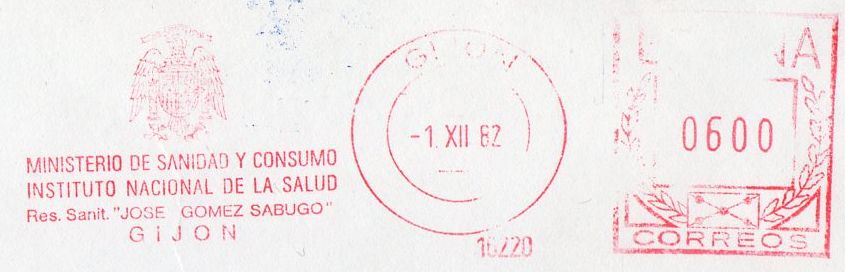 MINISTERIO DE SANIDAD Y CONSUMO
INSTITUTO NACIONAL DE LA SALUD
Res. Sanit. "JOSE GOMEZ SABUGO"
GIJON
GIJON
-1 XII 82
16220
0600
CORREOS